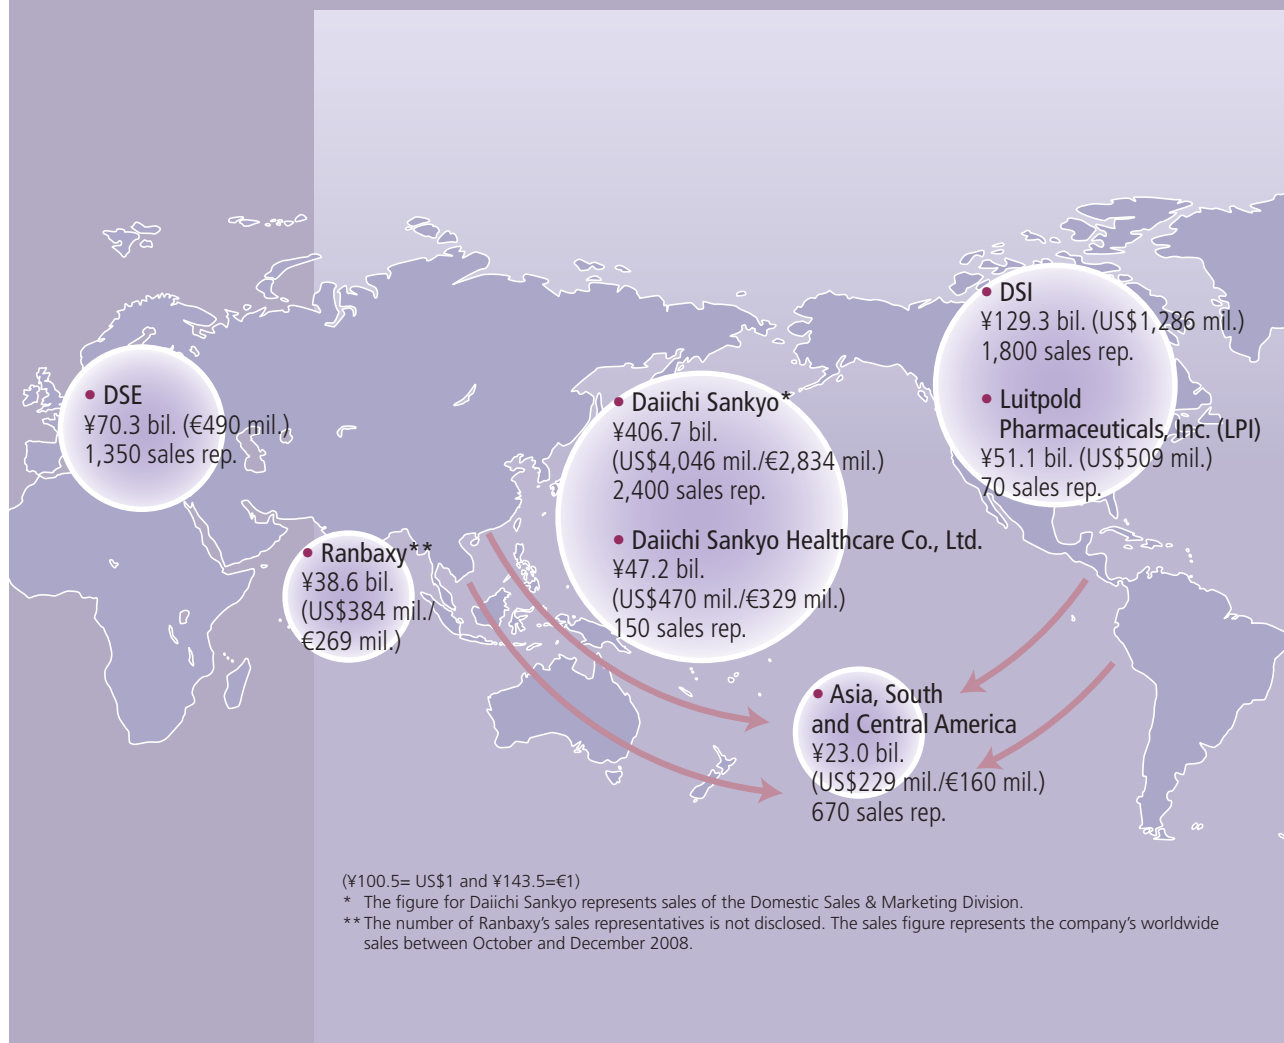 • DSE
¥70.3 bil. (€490 mil.)
1,350 sales rep.
• Ranbaxy**
¥38.6 bil.
(US$384 mil./
€269 mil.)
• Daiichi Sankyo*
¥406.7 bil.
(US$4,046 mil./€2,834 mil.)
2,400 sales rep.
• Daiichi Sankyo Healthcare Co., Ltd.
¥47.2 bil.
(US$470 mil./€329 mil.)
150 sales rep.
• DSI
¥129.3 bil. (US$1,286 mil.)
1,800 sales rep.
• Luitpold
Pharmaceuticals, Inc. (LPI)
¥51.1 bil. (US$509 mil.)
70 sales rep.
• Asia, South
and Central America
¥23.0 bil.
(US$229 mil./€160 mil.)
670 sales rep.
(¥100.5= US$1 and ¥143.5=€1)
* The figure for Daiichi Sankyo represents sales of the Domestic Sales & Marketing Division.
** The number of Ranbaxy’s sales representatives is not disclosed. The sales figure represents the company’s worldwide
sales between October and December 2008.